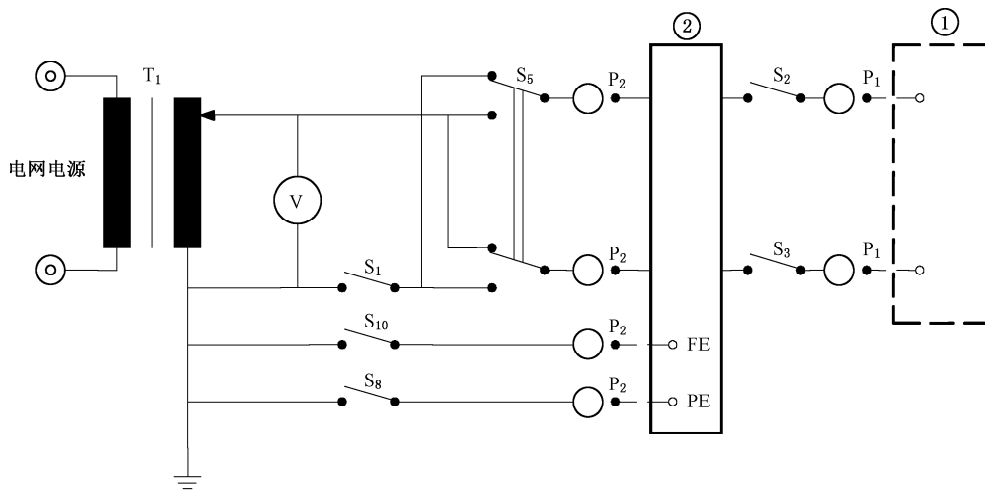 ② ①
T₁ S₅ P₂ S₂ P₁
电网电源
V
S₁ P₂ S₃ P₁
S₁₀ P₂ FE
S₈ P₂ PE